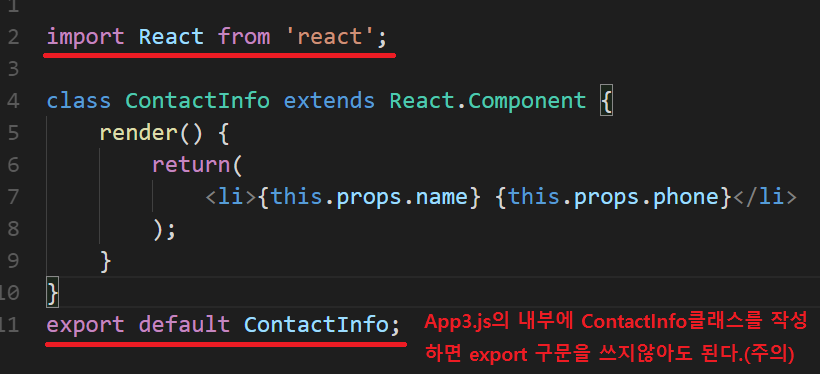 1
2 import React from 'react';
3
4 class ContactInfo extends React.Component {
5 render() {
6 return(
7 <li>{this.props.name} {this.props.phone}</li>
8 );
9 }
10 }
11 export default ContactInfo; App3.js의 내부에 ContactInfo클래스를 작성
하면 export 구문을 쓰지않아도 된다.(주의)